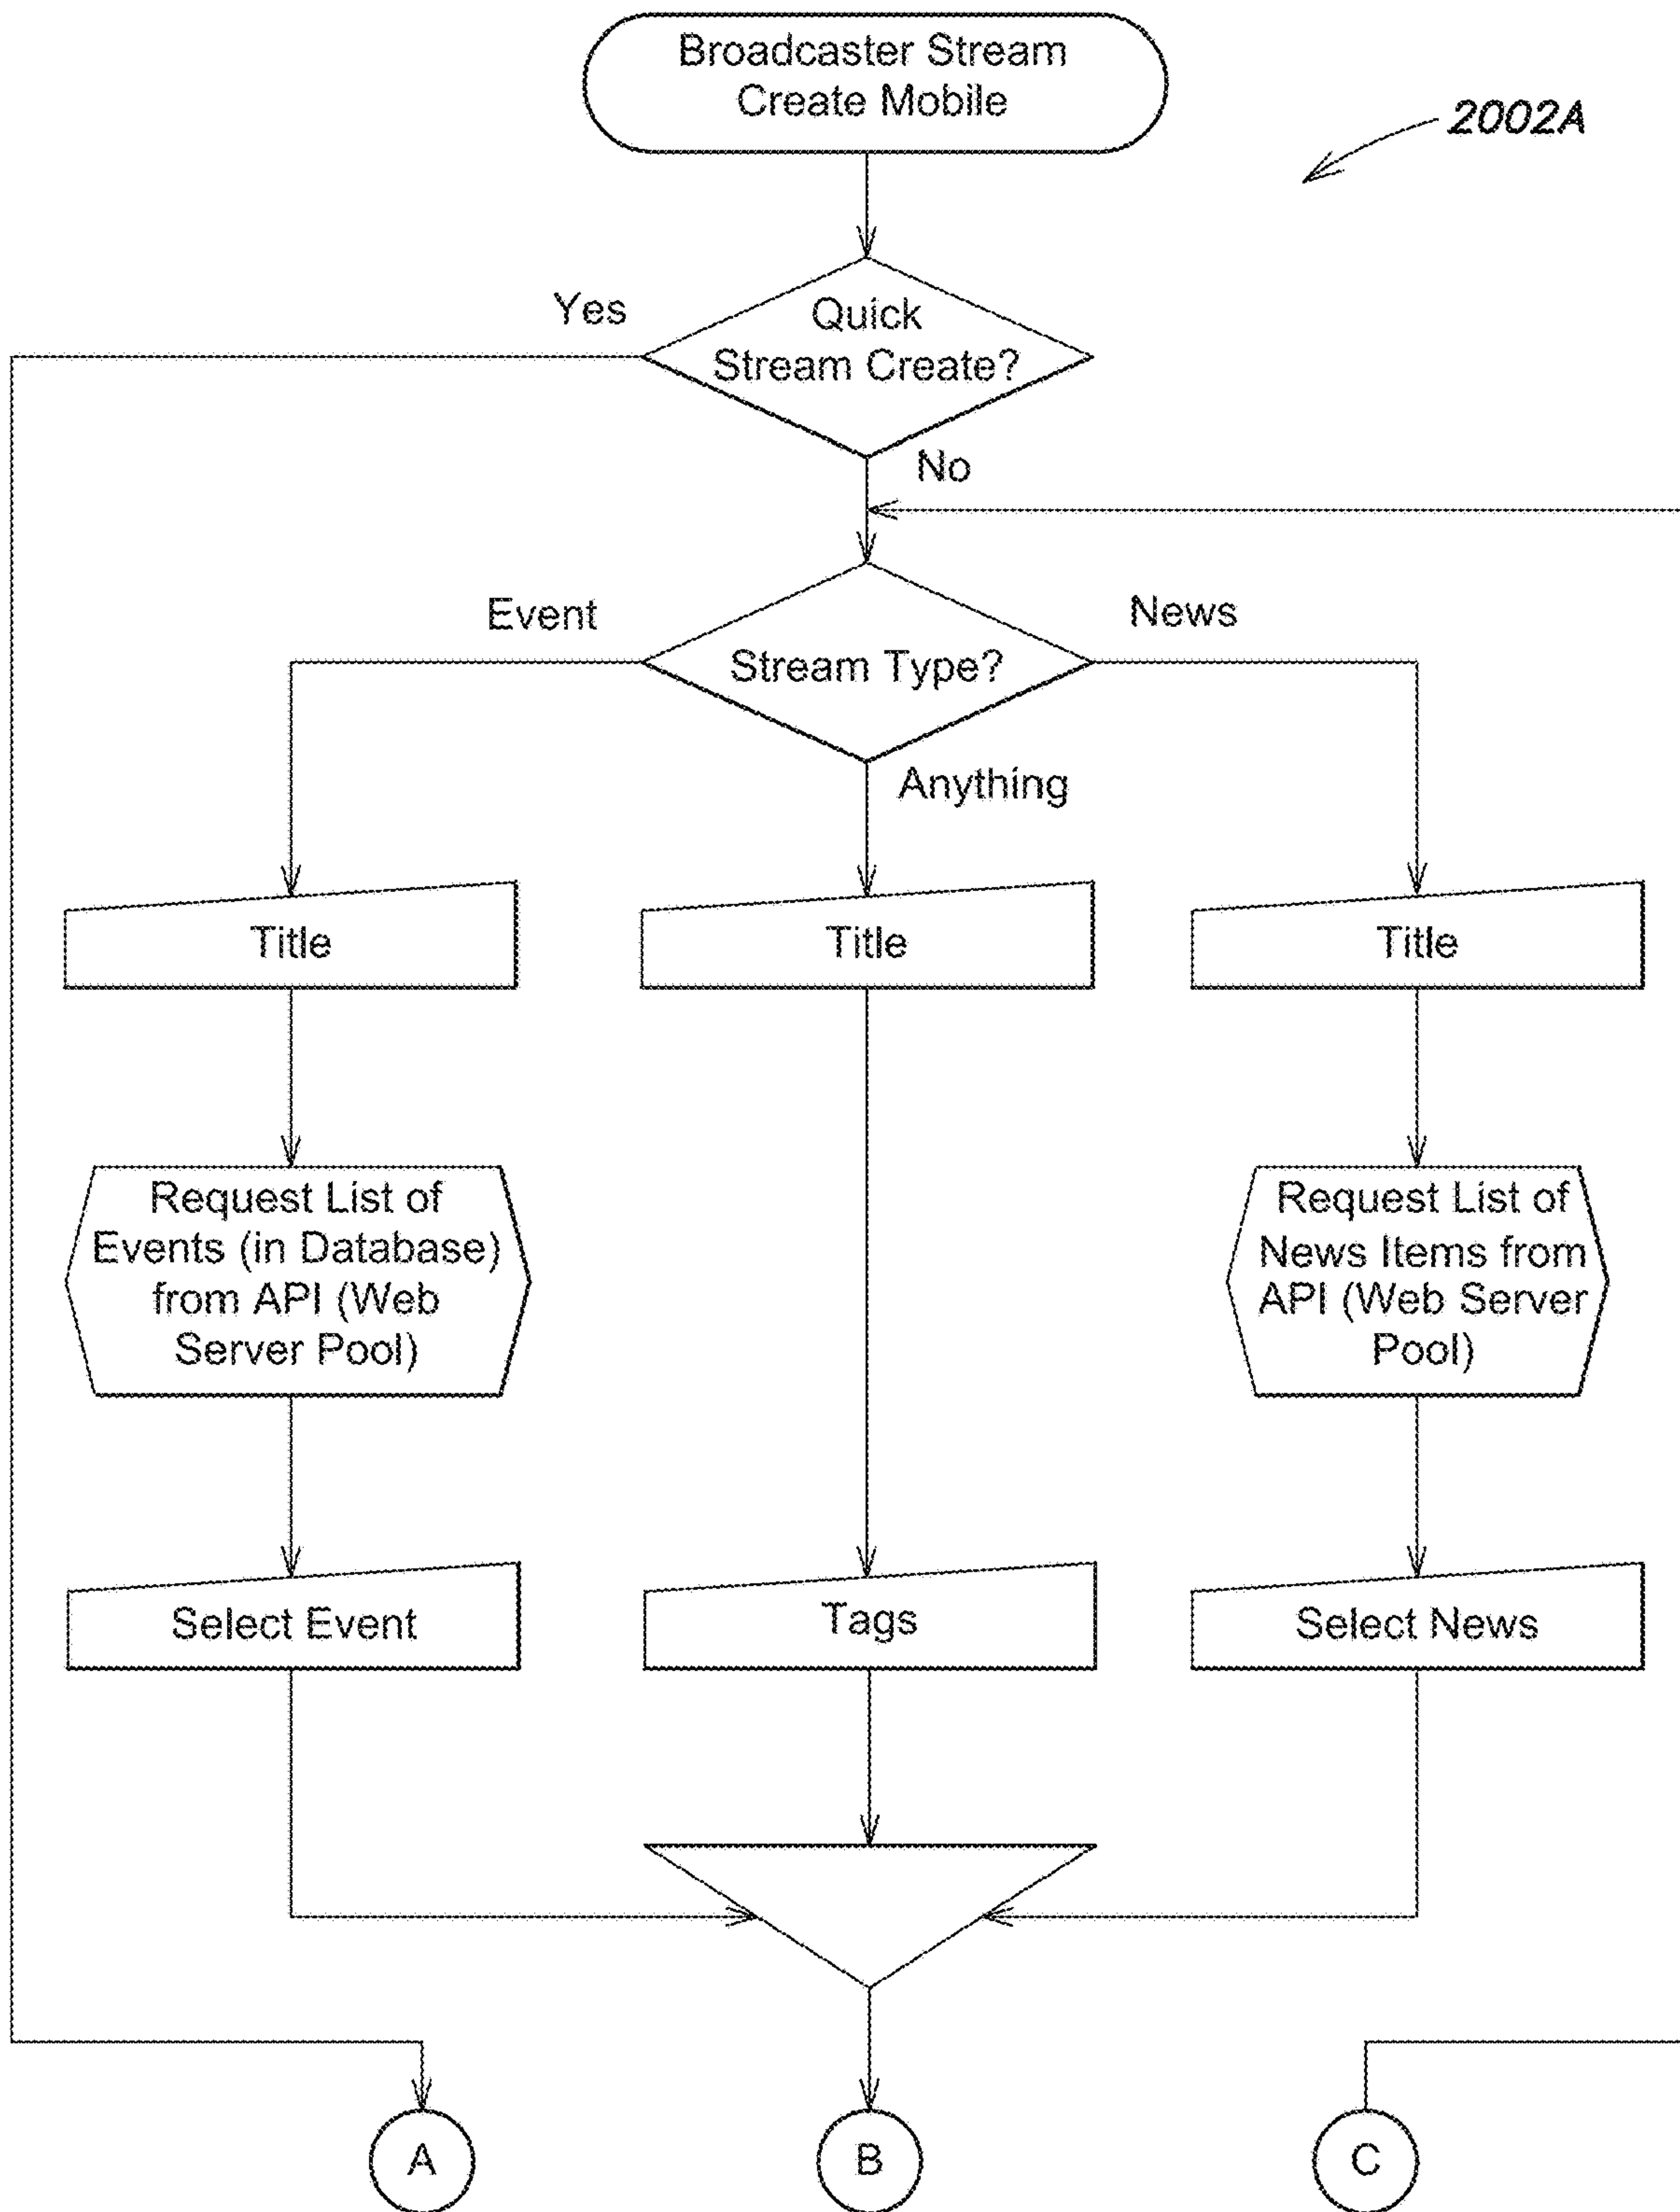 Broadcaster Stream
Create Mobile
2002A
Yes
Quick
Stream Create?
No
Event
News
Stream Type?
Anything
Title
Title
Title
Request List of
Events (in Database)
from API (Web
Server Pool)
Request List of
News Items from
API (Web Server
Pool)
Select Event
Tags
Select News
A
B
C